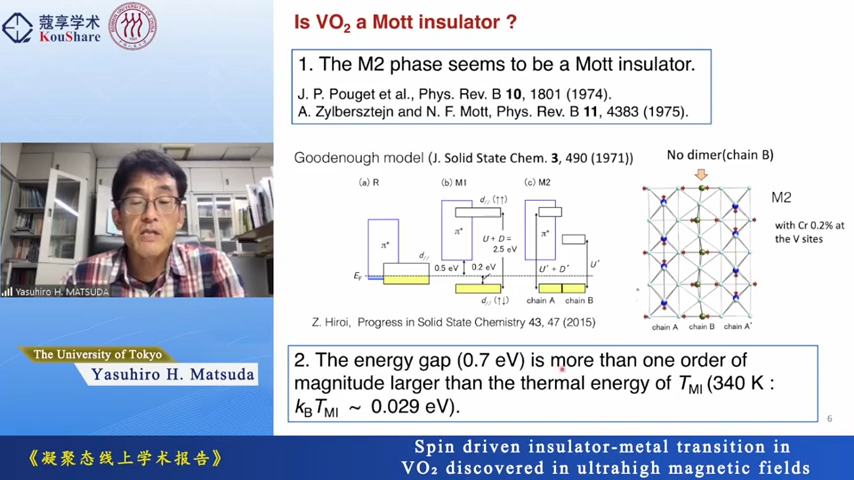 蔻享学术
KouShare
Is VO₂ a Mott insulator ?
1. The M2 phase seems to be a Mott insulator.
J. P. Pouget et al., Phys. Rev. B 10, 1801 (1974).
A. Zylbersztejn and N. F. Mott, Phys. Rev. B 11, 4383 (1975).
Goodenough model (J. Solid State Chem. 3, 490 (1971))
No dimer(chain B)
(a) R
(b) M1
(c) M2
d// (↑↑)
π*
π*
π*
d//
U + D =
2.5 eV
0.5 eV
0.2 eV
E_F
U* + D*
U*
d// (↑↓)
chain A
chain B
M2
with Cr 0.2% at
the V sites
chain A
chain B
chain A*
Z. Hiroi, Progress in Solid State Chemistry 43, 47 (2015)
2. The energy gap (0.7 eV) is more than one order of
magnitude larger than the thermal energy of T_MI (340 K :
k_BT_MI ~ 0.029 eV).
6
Yasuhiro H. MATSUDA
The University of Tokyo
Yasuhiro H. Matsuda
《凝聚态线上学术报告》
Spin driven insulator-metal transition in
VO₂ discovered in ultrahigh magnetic fields